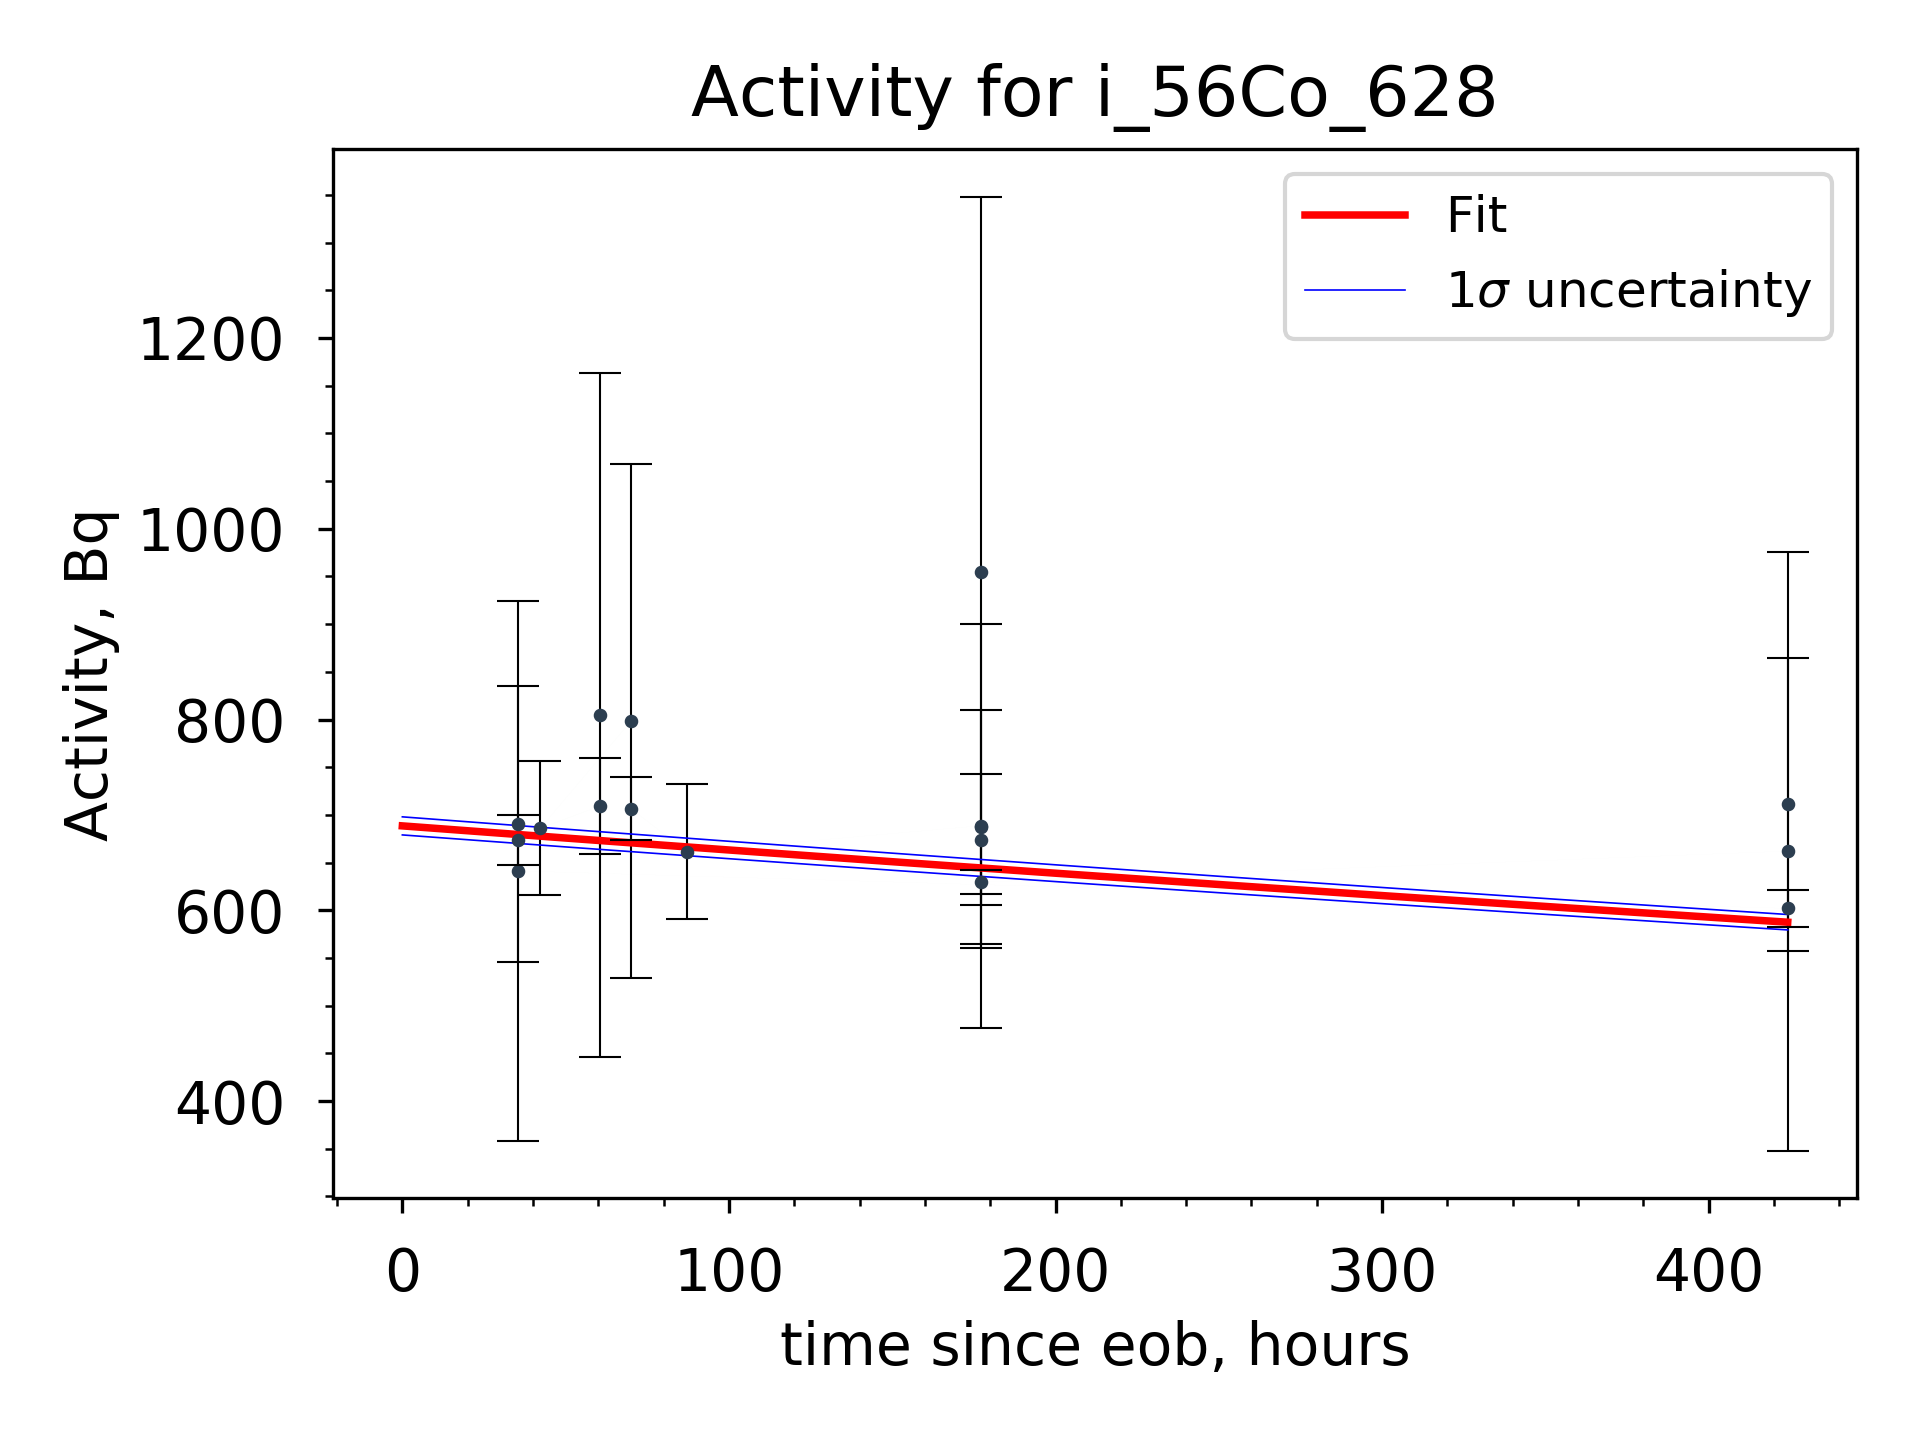 Activity for i_56Co_628
Fit
1σ uncertainty
Activity, Bq
1200
1000
800
600
400
0 100 200 300 400
time since eob, hours